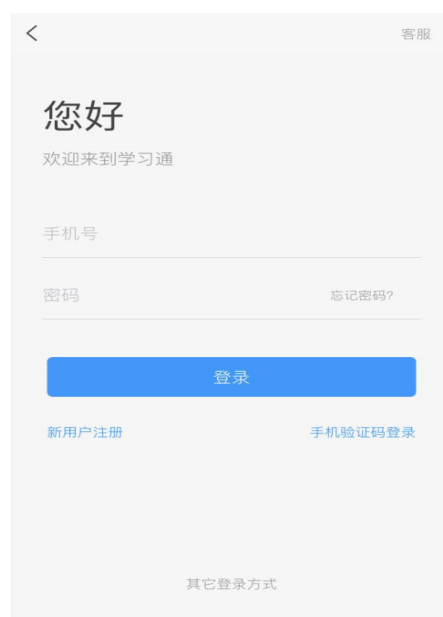 客服
您好
欢迎来到学习通
手机号
密码 忘记密码?
登录
新用户注册 手机验证码登录
其它登录方式